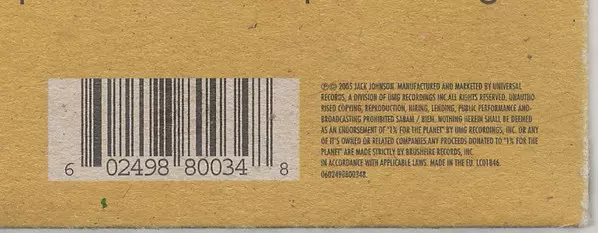 6 02498 80034 8
℗© 2005 JACK JOHNSON. MANUFACTURED AND MARKETED BY UNIVERSAL
RECORDS, A DIVISION OF UMG RECORDINGS INC.ALL RIGHTS RESERVED. UNAUTHO
RISED COPYING, REPRODUCTION, HIRING, LENDING, PUBLIC PERFORMANCE AND
BROADCASTING PROHIBITED SABAM / BIEM. NOTHING HEREIN SHALL BE DEEMED
AS AN ENDORSEMENT OF "1% FOR THE PLANET" BY UMG RECORDINGS, INC. OR ANY
OF IT'S OWNED OR RELATED COMPANIES.ANY PROCEEDS DONATED TO "1% FOR THE
PLANET" ARE MADE STRICTLY BY BRUSHFIRE RECORDS, INC.
IN ACCORDANCE WITH APPLICABLE LAWS. MADE IN THE EU. LC01846.
0602498800348.